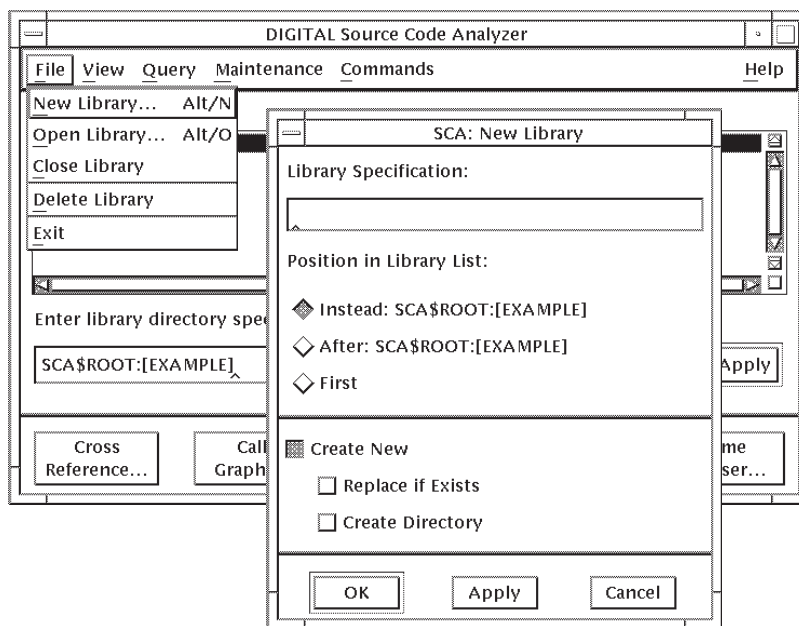 DIGITAL Source Code Analyzer
File View Query Maintenance Commands Help
New Library... Alt/N
Open Library... Alt/O
Close Library
Delete Library
Exit
Enter library directory spe
SCA$ROOT:[EXAMPLE]
Apply
Cross
Reference...
Call
Graph
me
ser...
SCA: New Library
Library Specification:
Position in Library List:
Instead: SCA$ROOT:[EXAMPLE]
After: SCA$ROOT:[EXAMPLE]
First
Create New
Replace if Exists
Create Directory
OK Apply Cancel